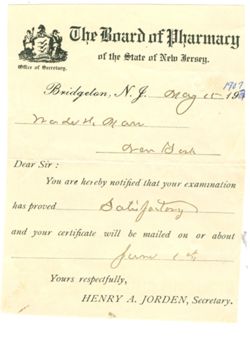 The Board of Pharmacy
of the State of New Jersey.
Office of Secretary.
Bridgeton, N. J. May 15 1907
Dear Sir:
You are hereby notified that your examination
has proved Satisfactory
and your certificate will be mailed on or about
June 1st
Yours respectfully,
HENRY A. JORDEN, Secretary.